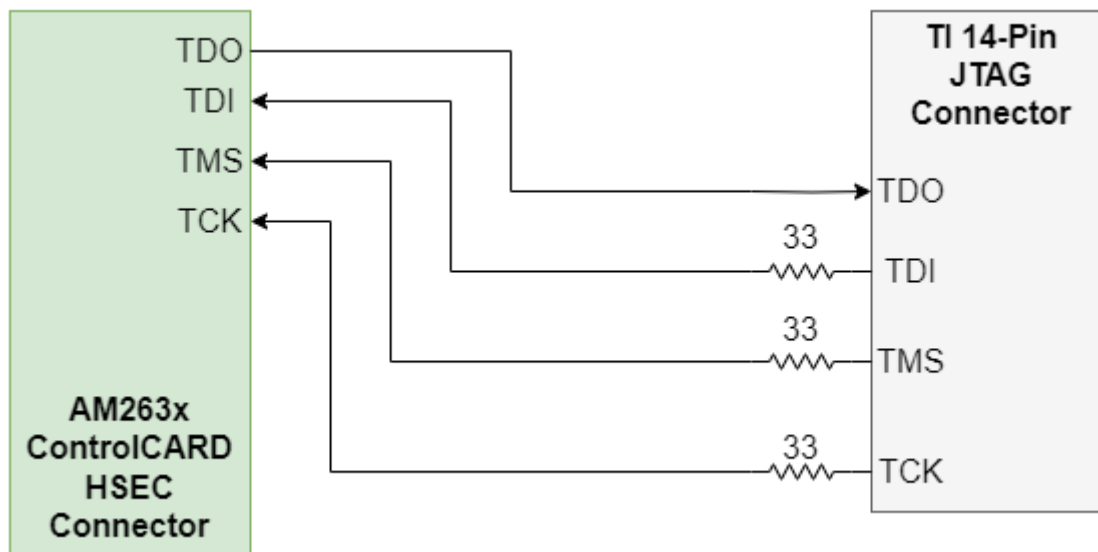 TDO
TDI
TMS
TCK
AM263x
ControlCARD
HSEC
Connector
33
33
33
TI 14-Pin
JTAG
Connector
TDO
TDI
TMS
TCK